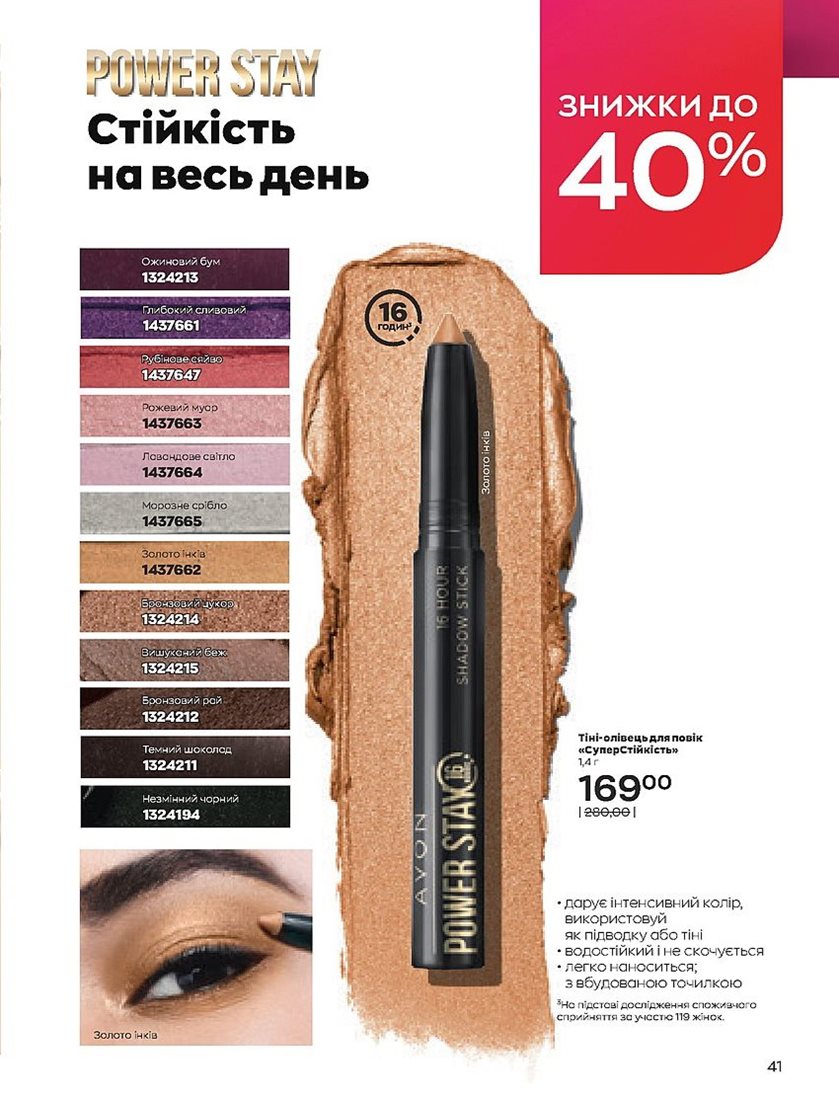 POWER STAY
Стійкість
на весь день
ЗНИЖКИ ДО
40%
Ожиновий бум
1324213
Глибокий сливовий
1437661
Рубінове сяйво
1437647
Рожевий муар
1437663
Лавандове світло
1437664
Морозне срібло
1437665
Золото інків
1437662
Бронзовий цукор
1324214
Вишуканий беж
1324215
Бронзовий рай
1324212
Темний шоколад
1324211
Незмінний чорний
1324194
16
ГОДИН³
Золото інків
16 HOUR
SHADOW STICK
AVON
POWER STAY 16
Тіні-олівець для повік
«СуперСтійкість»
1,4 г
169⁰⁰
| 280,00 |
• дарує інтенсивний колір,
використовуй
як підводку або тіні
• водостійкий і не скочується
• легко наноситься;
з вбудованою точилкою
³На підставі дослідження споживчого
сприйняття за участю 119 жінок.
Золото інків
41